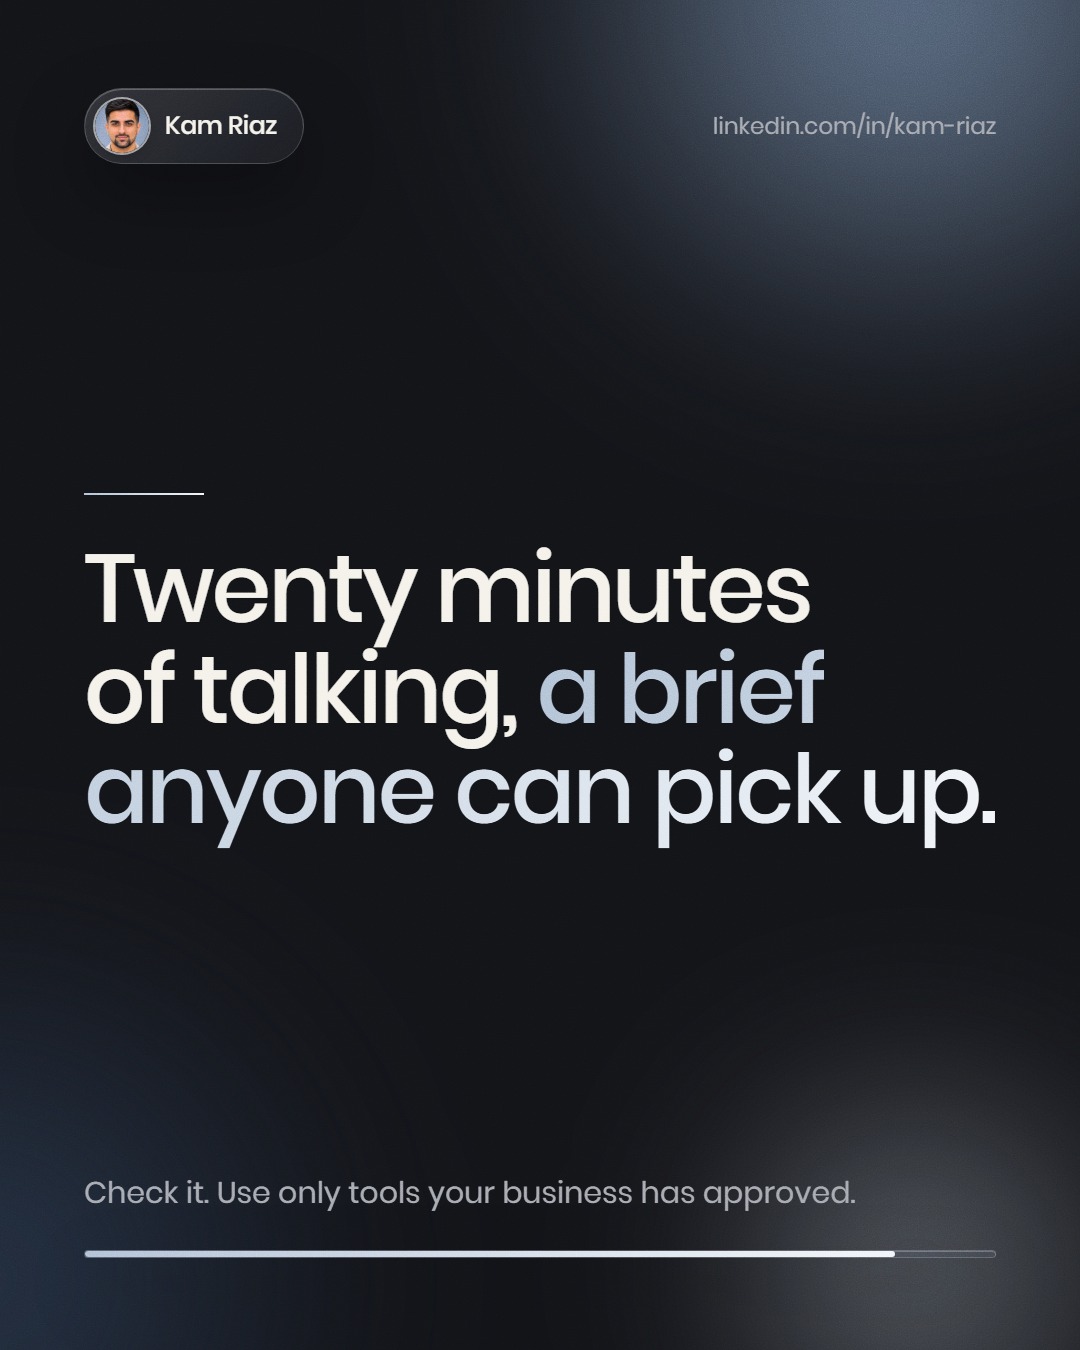 Kam Riaz
linkedin.com/in/kam-riaz
Twenty minutes
of talking, a brief
anyone can pick up.
Check it. Use only tools your business has approved.